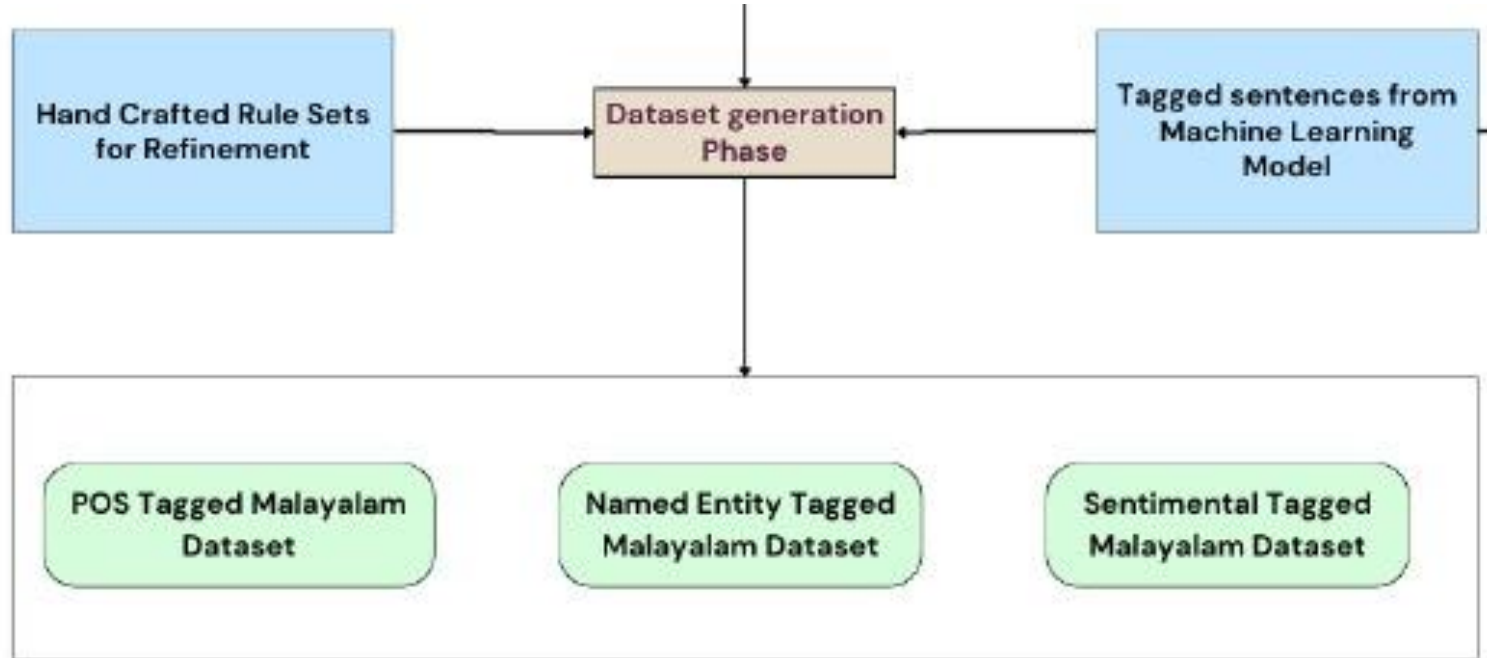 Hand Crafted Rule Sets
for Refinement
Dataset generation
Phase
Tagged sentences from
Machine Learning
Model
POS Tagged Malayalam
Dataset
Named Entity Tagged
Malayalam Dataset
Sentimental Tagged
Malayalam Dataset